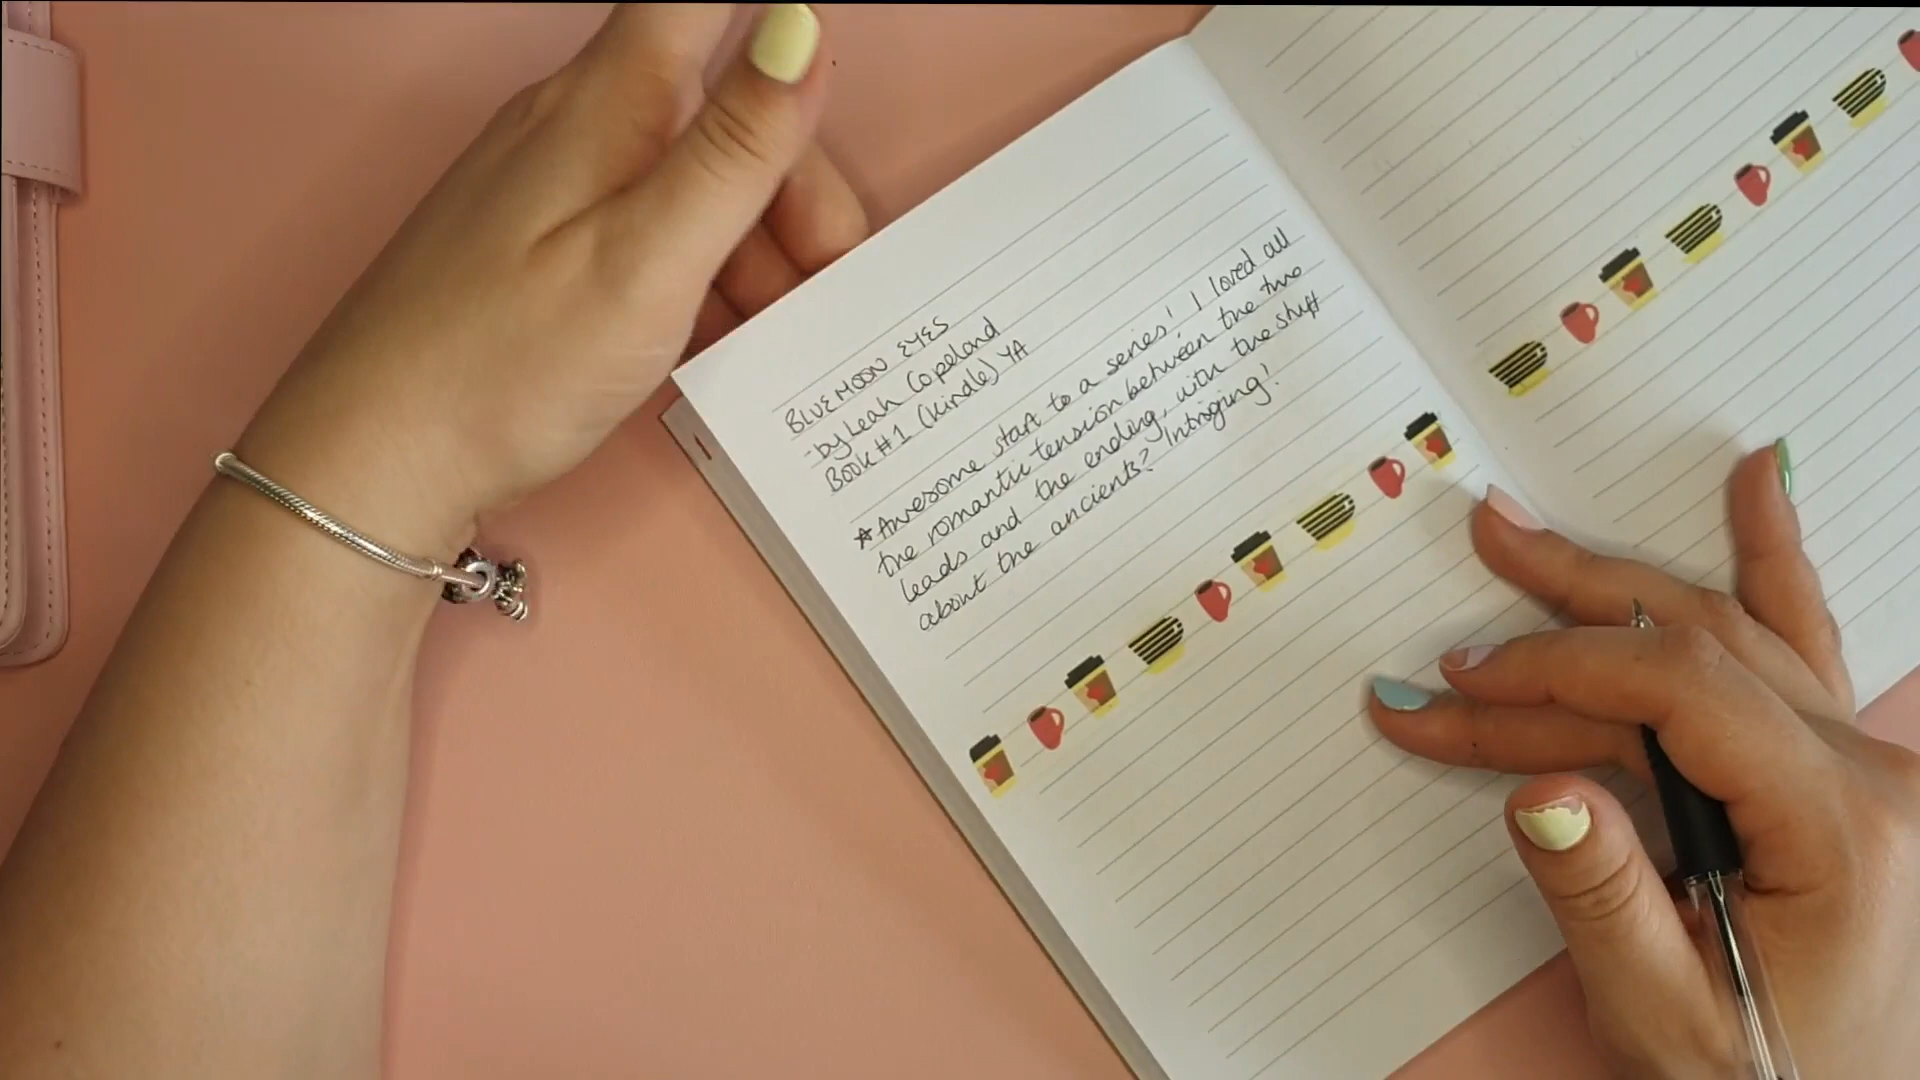 BLUE MOON EYES
-by Leah Copeland
Book #1 (Kindle) YA
*Awesome start to a series! I loved all
the romantic tension between the two
leads and the ending, with the stuff
about the ancients? Intriging!